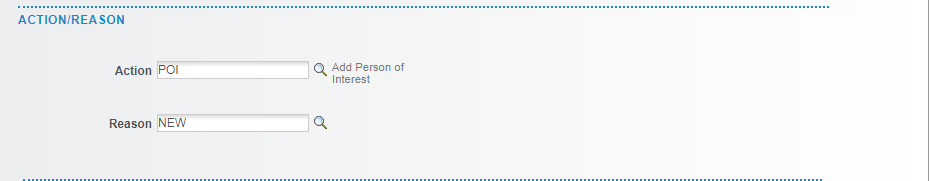 ACTION/REASON
Action POI Add Person of
Interest
Reason NEW